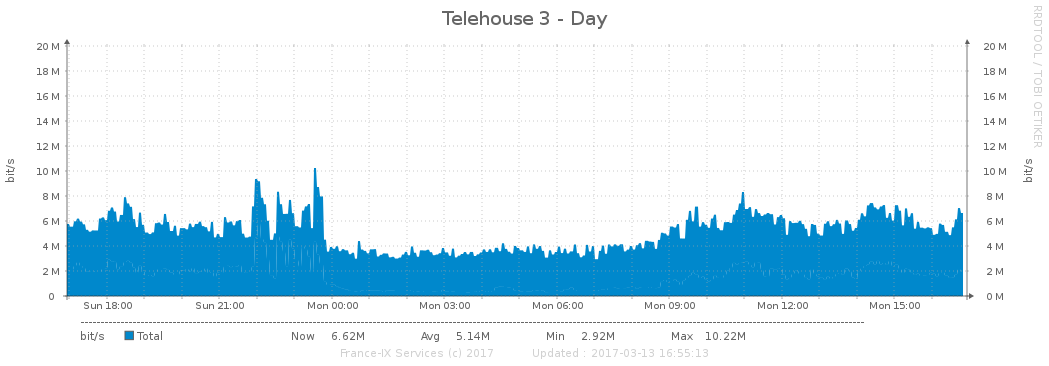 Telehouse 3 - Day
RRDTOOL / TOBI OETIKER
20 M 20 M
18 M 18 M
16 M 16 M
14 M 14 M
12 M 12 M
10 M 10 M
8 M 8 M
6 M 6 M
4 M 4 M
2 M 2 M
0 0 M
bit/s bit/s
Sun 18:00 Sun 21:00 Mon 00:00 Mon 03:00 Mon 06:00 Mon 09:00 Mon 12:00 Mon 15:00
bit/s Total Now 6.62M Avg 5.14M Min 2.92M Max 10.22M
France-IX Services (c) 2017 Updated : 2017-03-13 16:55:13